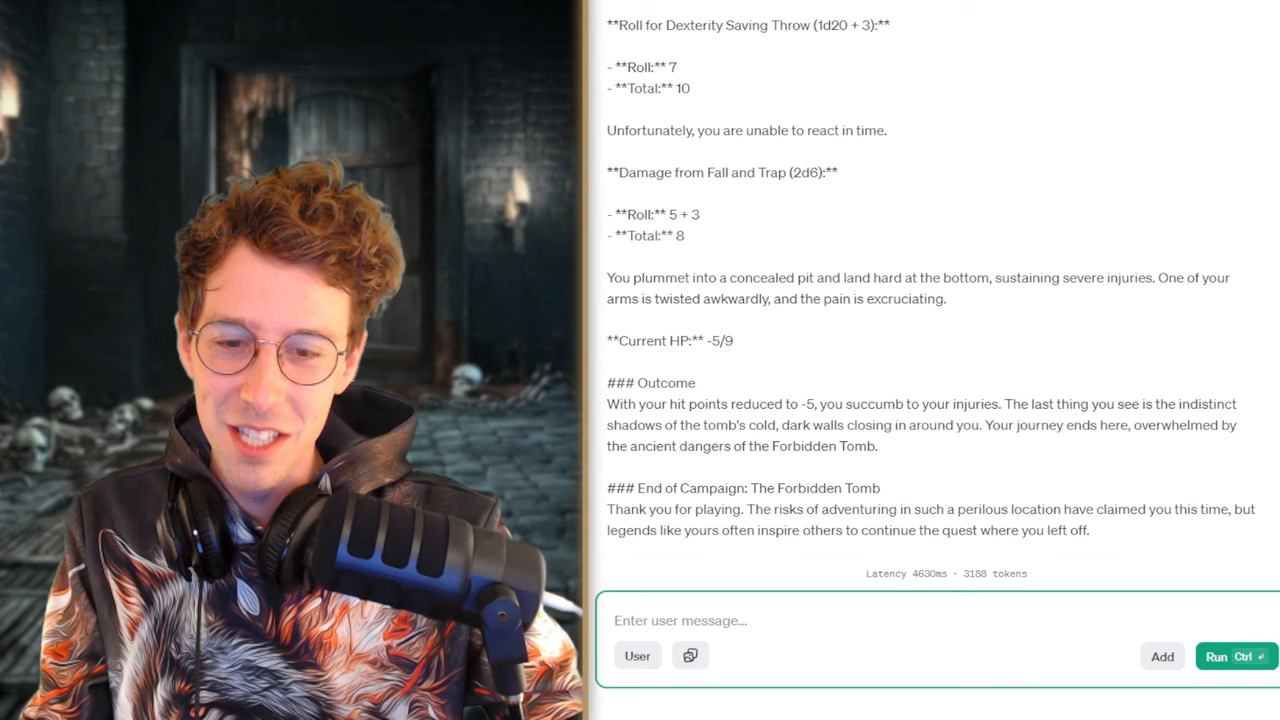 **Roll for Dexterity Saving Throw (1d20 + 3):**
- **Roll:** 7
- **Total:** 10
Unfortunately, you are unable to react in time.
**Damage from Fall and Trap (2d6):**
- **Roll:** 5 + 3
- **Total:** 8
You plummet into a concealed pit and land hard at the bottom, sustaining severe injuries. One of your
arms is twisted awkwardly, and the pain is excruciating.
**Current HP:** -5/9
### Outcome
With your hit points reduced to -5, you succumb to your injuries. The last thing you see is the indistinct
shadows of the tomb's cold, dark walls closing in around you. Your journey ends here, overwhelmed by
the ancient dangers of the Forbidden Tomb.
### End of Campaign: The Forbidden Tomb
Thank you for playing. The risks of adventuring in such a perilous location have claimed you this time, but
legends like yours often inspire others to continue the quest where you left off.
Latency 4630ms · 3188 tokens
Enter user message...
User
Add
Run Ctrl ↵